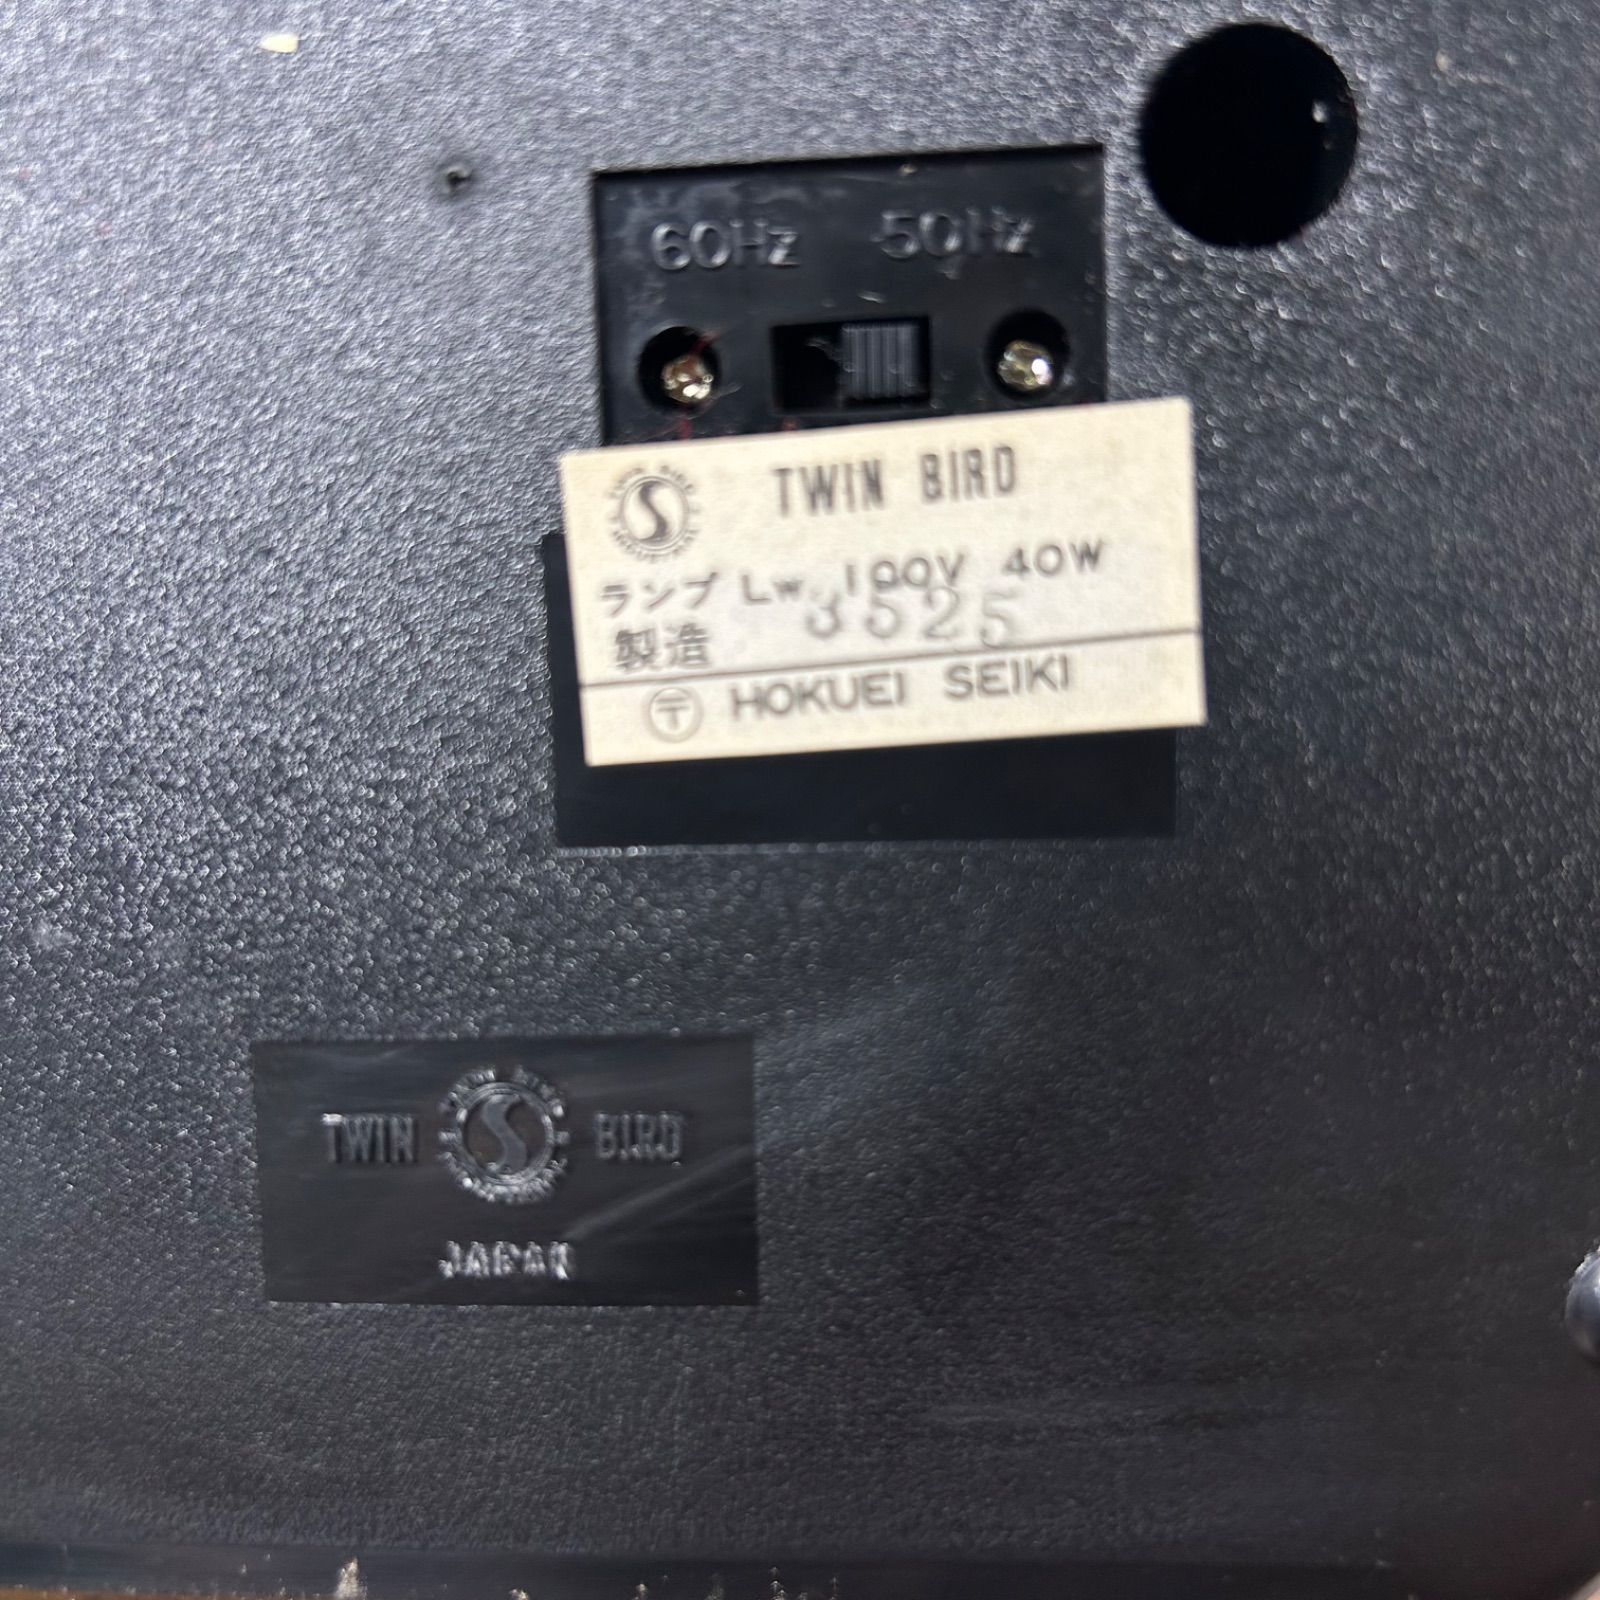 60Hz 50Hz
TWIN BIRD
ランプ Lw. 100V 40W
製造 3525
〒 HOKUEI SEIKI
TWIN S BIRD
JAPAN